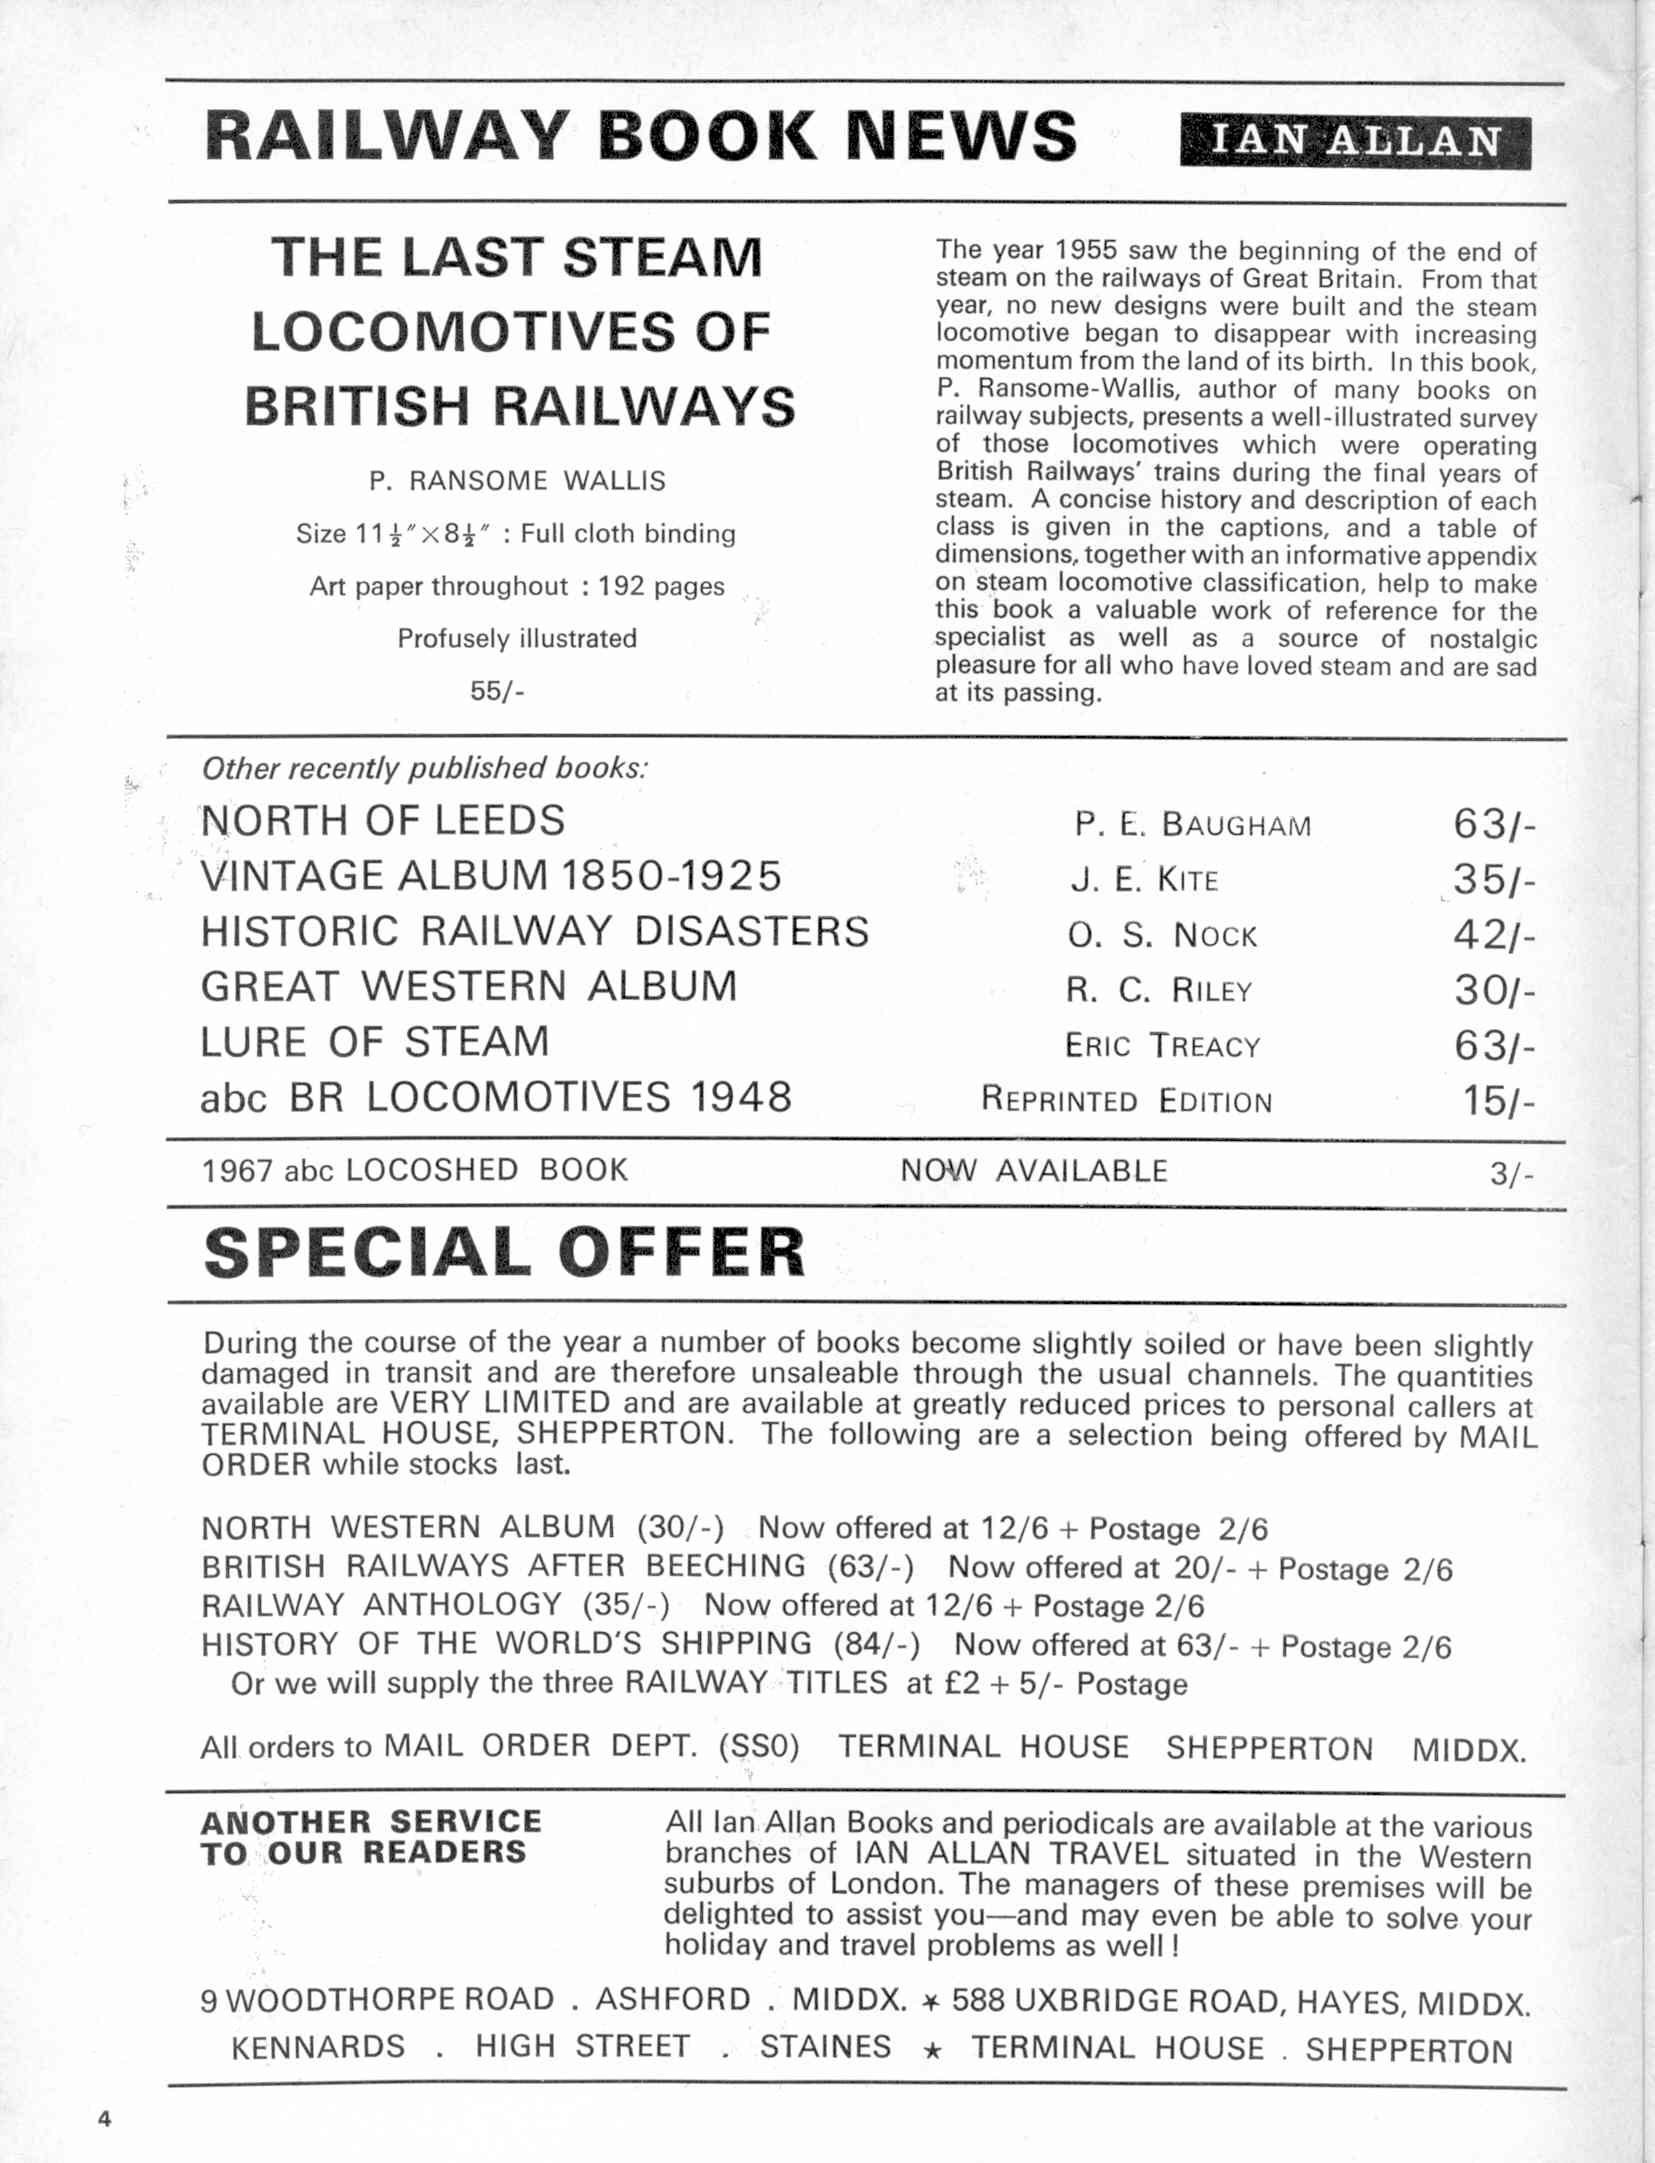 RAILWAY BOOK NEWS
IAN ALLAN
THE LAST STEAM
LOCOMOTIVES OF
BRITISH RAILWAYS
P. RANSOME WALLIS
Size 11½″×8½″ : Full cloth binding
Art paper throughout : 192 pages
Profusely illustrated
55/-
The year 1955 saw the beginning of the end of
steam on the railways of Great Britain. From that
year, no new designs were built and the steam
locomotive began to disappear with increasing
momentum from the land of its birth. In this book,
P. Ransome-Wallis, author of many books on
railway subjects, presents a well-illustrated survey
of those locomotives which were operating
British Railways' trains during the final years of
steam. A concise history and description of each
class is given in the captions, and a table of
dimensions, together with an informative appendix
on steam locomotive classification, help to make
this book a valuable work of reference for the
specialist as well as a source of nostalgic
pleasure for all who have loved steam and are sad
at its passing.
Other recently published books:
NORTH OF LEEDS P. E. BAUGHAM 63/-
VINTAGE ALBUM 1850-1925 J. E. KITE 35/-
HISTORIC RAILWAY DISASTERS O. S. NOCK 42/-
GREAT WESTERN ALBUM R. C. RILEY 30/-
LURE OF STEAM ERIC TREACY 63/-
abc BR LOCOMOTIVES 1948 REPRINTED EDITION 15/-
1967 abc LOCOSHED BOOK NOW AVAILABLE 3/-
SPECIAL OFFER
During the course of the year a number of books become slightly soiled or have been slightly
damaged in transit and are therefore unsaleable through the usual channels. The quantities
available are VERY LIMITED and are available at greatly reduced prices to personal callers at
TERMINAL HOUSE, SHEPPERTON. The following are a selection being offered by MAIL
ORDER while stocks last.
NORTH WESTERN ALBUM (30/-) Now offered at 12/6 + Postage 2/6
BRITISH RAILWAYS AFTER BEECHING (63/-) Now offered at 20/- + Postage 2/6
RAILWAY ANTHOLOGY (35/-) Now offered at 12/6 + Postage 2/6
HISTORY OF THE WORLD'S SHIPPING (84/-) Now offered at 63/- + Postage 2/6
Or we will supply the three RAILWAY TITLES at £2 + 5/- Postage
All orders to MAIL ORDER DEPT. (SSO) TERMINAL HOUSE SHEPPERTON MIDDX.
ANOTHER SERVICE
TO OUR READERS
All Ian Allan Books and periodicals are available at the various
branches of IAN ALLAN TRAVEL situated in the Western
suburbs of London. The managers of these premises will be
delighted to assist you—and may even be able to solve your
holiday and travel problems as well !
9 WOODTHORPE ROAD . ASHFORD . MIDDX. ★ 588 UXBRIDGE ROAD, HAYES, MIDDX.
KENNARDS . HIGH STREET . STAINES ★ TERMINAL HOUSE . SHEPPERTON
4